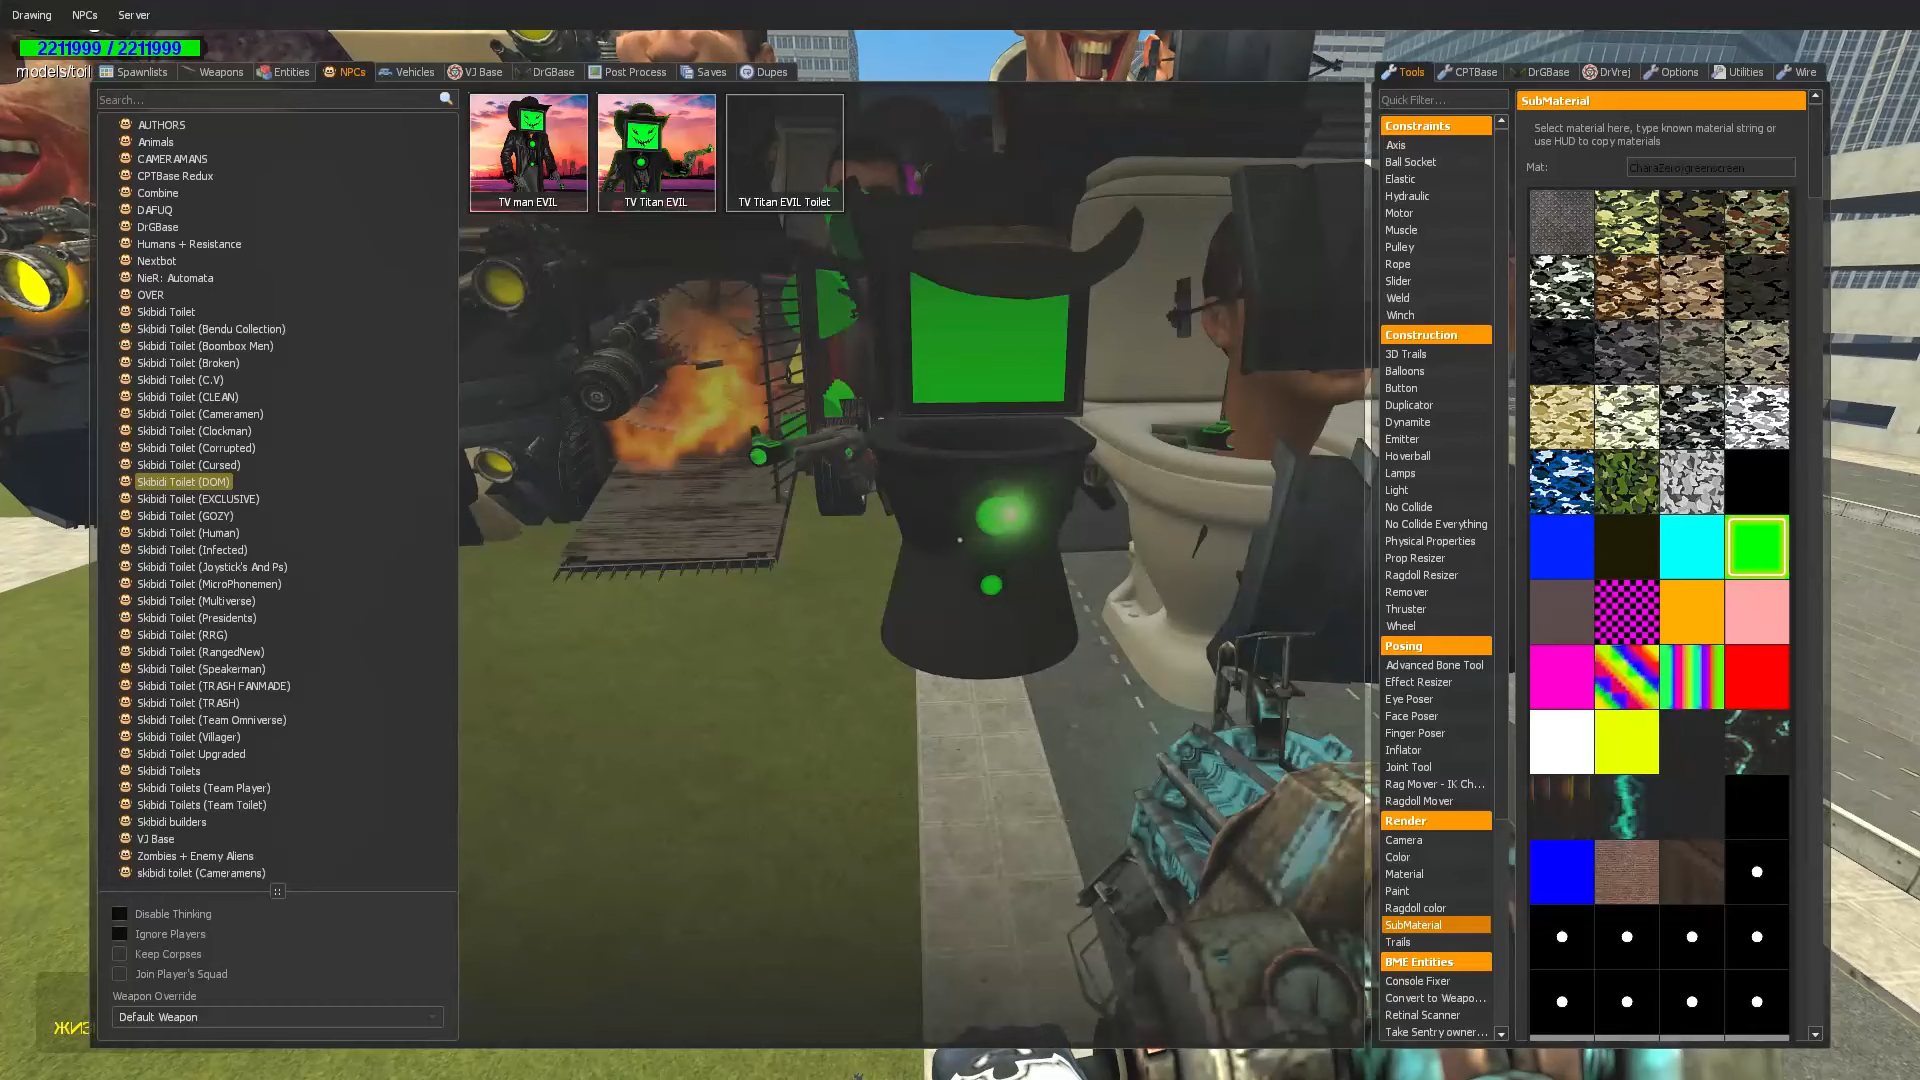 Drawing NPCs Server
2211999 / 2211999
models/toil
Spawnlists Weapons Entities NPCs Vehicles VJ Base DrGBase Post Process Saves Dupes
Search...
AUTHORS
Animals
CAMERAMANS
CPTBase Redux
Combine
DAFUQ
DrGBase
Humans + Resistance
Nextbot
NieR: Automata
OVER
Skibidi Toilet
Skibidi Toilet (Bendu Collection)
Skibidi Toilet (Boombox Men)
Skibidi Toilet (Broken)
Skibidi Toilet (C.V)
Skibidi Toilet (CLEAN)
Skibidi Toilet (Cameramen)
Skibidi Toilet (Clockman)
Skibidi Toilet (Corrupted)
Skibidi Toilet (Cursed)
Skibidi Toilet (DOM)
Skibidi Toilet (EXCLUSIVE)
Skibidi Toilet (GOZY)
Skibidi Toilet (Human)
Skibidi Toilet (Infected)
Skibidi Toilet (Joystick's And Ps)
Skibidi Toilet (MicroPhonemen)
Skibidi Toilet (Multiverse)
Skibidi Toilet (Presidents)
Skibidi Toilet (RRG)
Skibidi Toilet (RangedNew)
Skibidi Toilet (Speakerman)
Skibidi Toilet (TRASH FANMADE)
Skibidi Toilet (TRASH)
Skibidi Toilet (Team Omniverse)
Skibidi Toilet (Villager)
Skibidi Toilet Upgraded
Skibidi Toilets
Skibidi Toilets (Team Player)
Skibidi Toilets (Team Toilet)
Skibidi builders
VJ Base
Zombies + Enemy Aliens
skibidi toilet (Cameramens)
Disable Thinking
Ignore Players
Keep Corpses
Join Player's Squad
Weapon Override
Default Weapon
ЖИЗ
TV man EVIL
TV Titan EVIL
TV Titan EVIL Toilet
Tools CPTBase DrGBase DrVrej Options Utilities Wire
Quick Filter...
Constraints
Axis
Ball Socket
Elastic
Hydraulic
Motor
Muscle
Pulley
Rope
Slider
Weld
Winch
Construction
3D Trails
Balloons
Button
Duplicator
Dynamite
Emitter
Hoverball
Lamps
Light
No Collide
No Collide Everything
Physical Properties
Prop Resizer
Ragdoll Resizer
Remover
Thruster
Wheel
Posing
Advanced Bone Tool
Effect Resizer
Eye Poser
Face Poser
Finger Poser
Inflator
Joint Tool
Rag Mover - IK Ch...
Ragdoll Mover
Render
Camera
Color
Material
Paint
Ragdoll color
SubMaterial
Trails
BME Entities
Console Fixer
Convert to Weapo...
Retinal Scanner
Take Sentry owner...
SubMaterial
Select material here, type known material string or
use HUD to copy materials
Mat: CharaZero/greenscreen